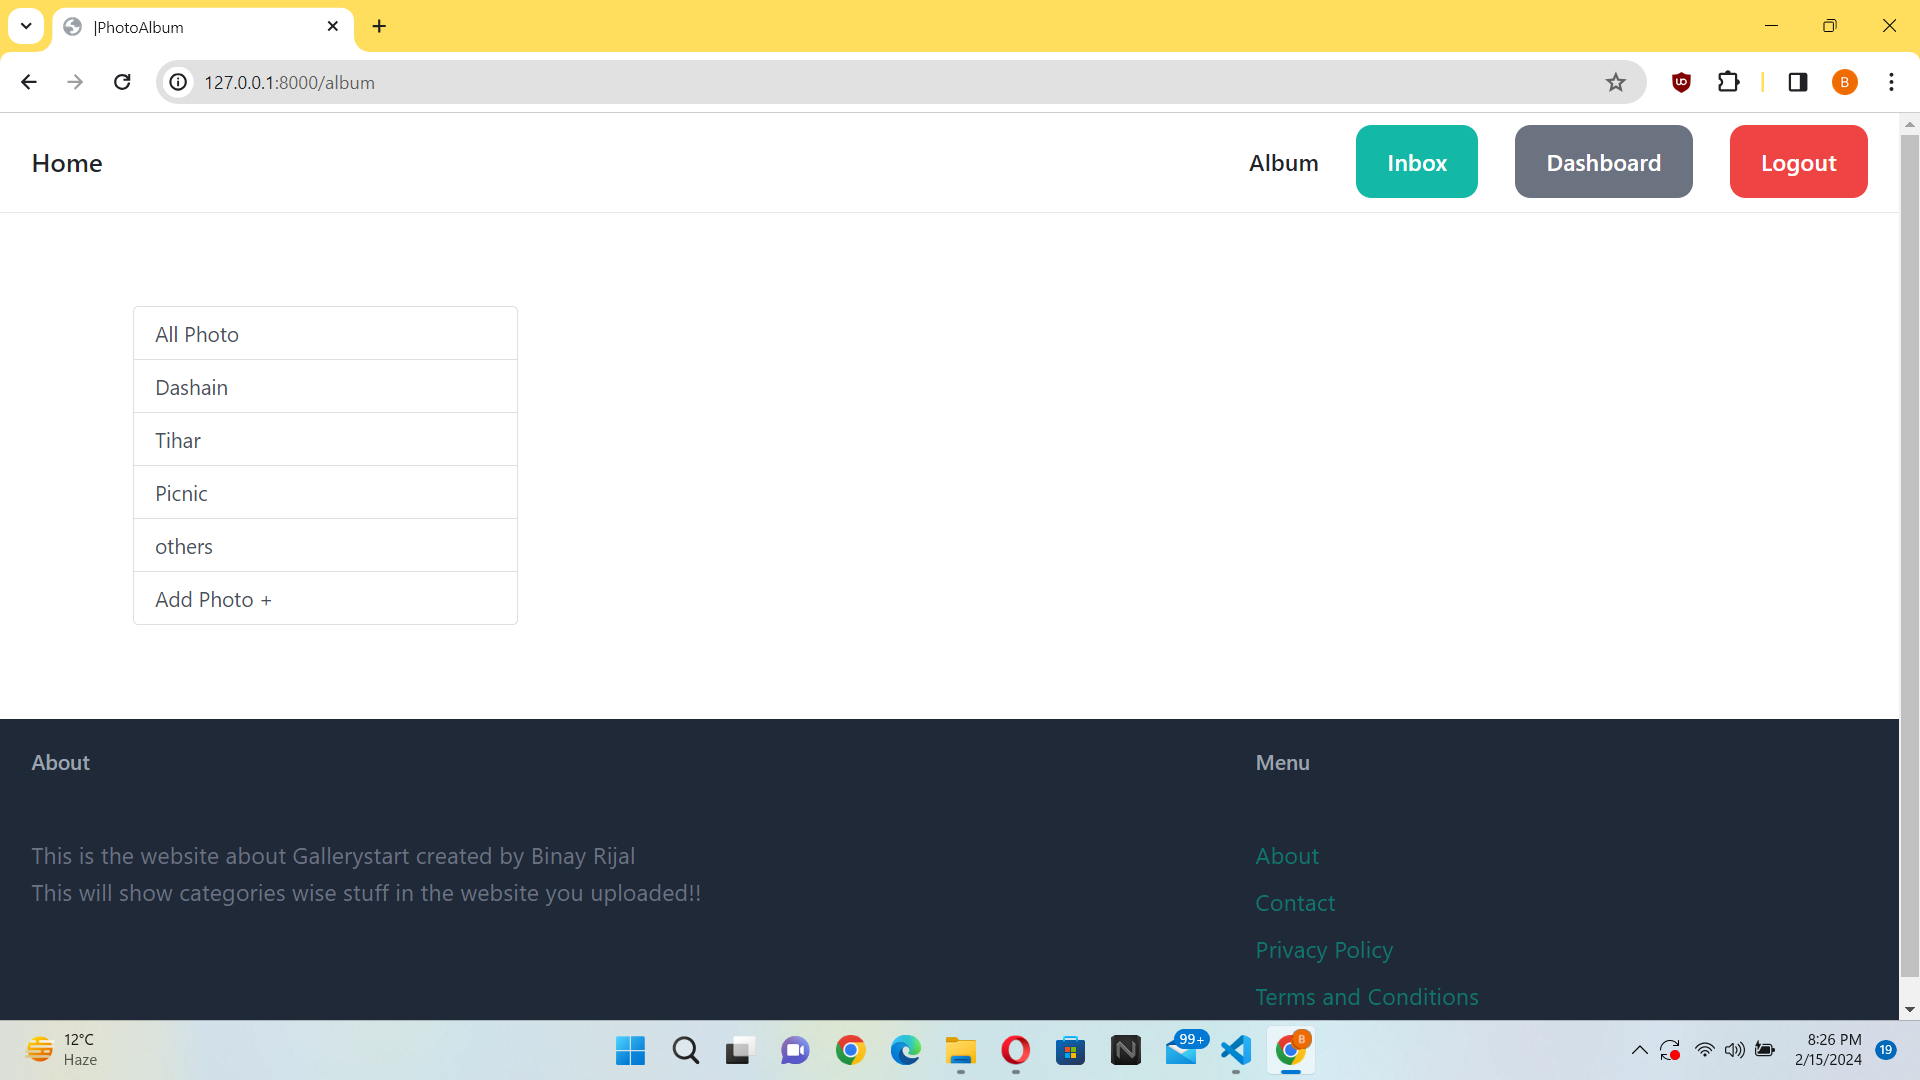 |PhotoAlbum
127.0.0.1:8000/album
B
Home
Album
Inbox
Dashboard
Logout
All Photo
Dashain
Tihar
Picnic
others
Add Photo +
About
Menu
This is the website about Gallerystart created by Binay Rijal
This will show categories wise stuff in the website you uploaded!!
About
Contact
Privacy Policy
Terms and Conditions
12°C
Haze
99+
B
8:26 PM
2/15/2024
19